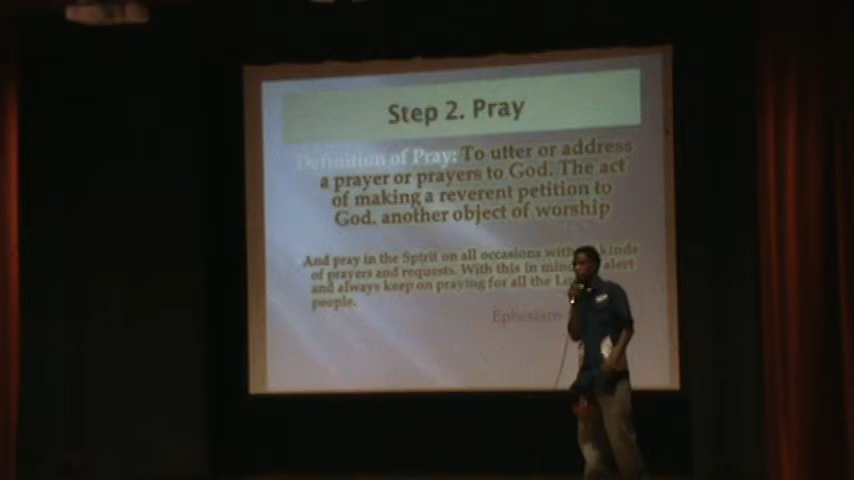 Step 2. Pray
Definition of Pray: To utter or address
a prayer or prayers to God. The act
of making a reverent petition to
God. another object of worship
And pray in the Spirit on all occasions with kinds
of prayers and requests. With this in mind alert
and always keep on praying for all the
people.
Ephesians